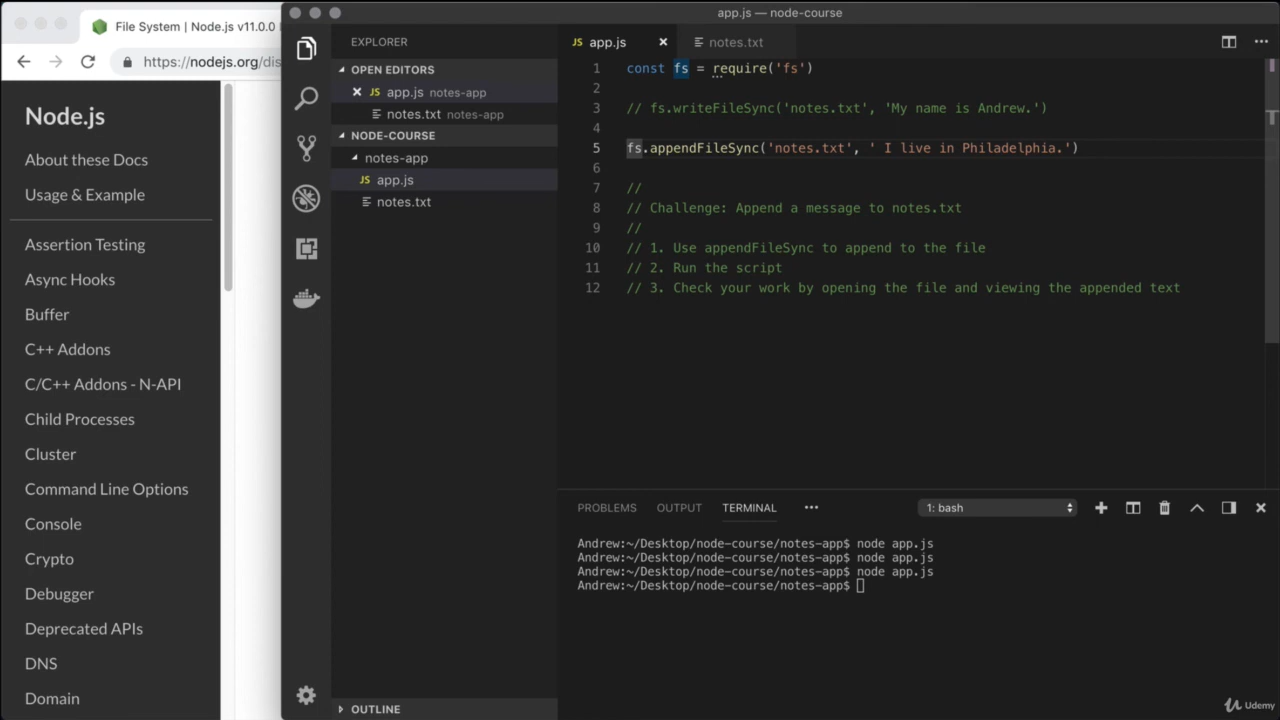 File System | Node.js v11.0.0
https://nodejs.org/dis
Node.js
About these Docs
Usage & Example
Assertion Testing
Async Hooks
Buffer
C++ Addons
C/C++ Addons - N-API
Child Processes
Cluster
Command Line Options
Console
Crypto
Debugger
Deprecated APIs
DNS
Domain
app.js — node-course
EXPLORER
OPEN EDITORS
JS app.js notes-app
notes.txt notes-app
NODE-COURSE
notes-app
JS app.js
notes.txt
OUTLINE
JS app.js
notes.txt
1 const fs = require('fs')
2
3 // fs.writeFileSync('notes.txt', 'My name is Andrew.')
4
5 fs.appendFileSync('notes.txt', ' I live in Philadelphia.')
6
7 //
8 // Challenge: Append a message to notes.txt
9 //
10 // 1. Use appendFileSync to append to the file
11 // 2. Run the script
12 // 3. Check your work by opening the file and viewing the appended text
PROBLEMS OUTPUT TERMINAL
1: bash
Andrew:~/Desktop/node-course/notes-app$ node app.js
Andrew:~/Desktop/node-course/notes-app$ node app.js
Andrew:~/Desktop/node-course/notes-app$ node app.js
Andrew:~/Desktop/node-course/notes-app$
Udemy